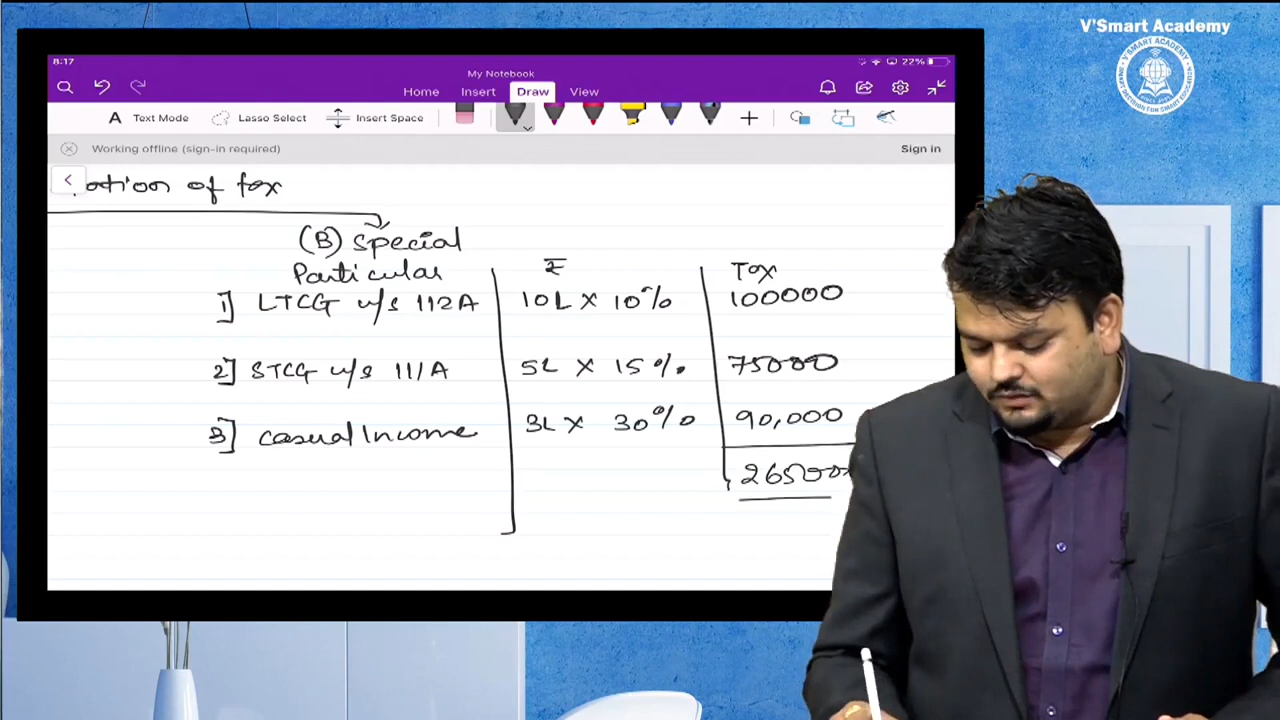 V'Smart Academy
8:17
22%
My Notebook
Home Insert Draw View
A Text Mode Lasso Select Insert Space
Working offline (sign-in required) Sign in
ation of tax
(B) Special
Particular ₹ Tax
1] LTCG u/s 112A 10L X 10% 100000
2] STCG u/s 111A 5L X 15% 75000
3] Casual Income 3L X 30% 90,000
265000